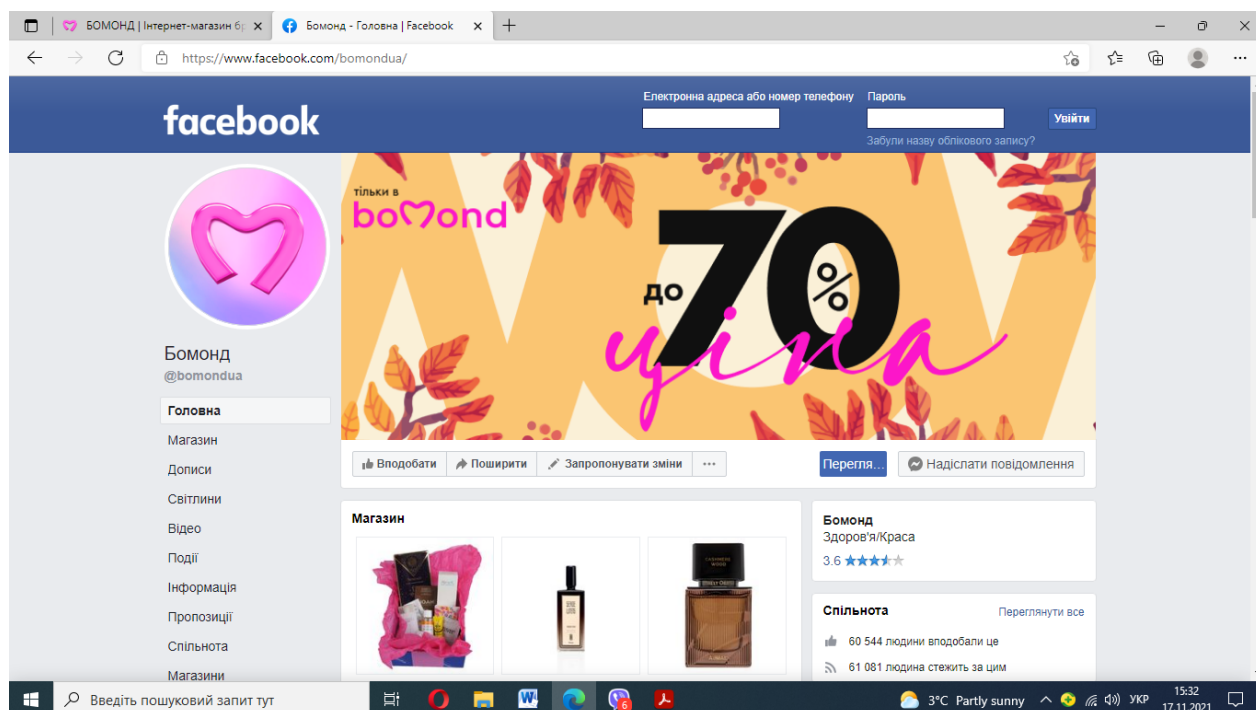 БОМОНД | Інтернет-магазин бр
Бомонд - Головна | Facebook
https://www.facebook.com/bomondua/
facebook
Електронна адреса або номер телефону
Пароль
Увійти
Забули назву облікового запису?
тільки в
bomond
до
70%
ціна
Бомонд
@bomondua
Головна
Магазин
Дописи
Світлини
Відео
Події
Інформація
Пропозиції
Спільнота
Магазини
Вподобати
Поширити
Запропонувати зміни
Перегля...
Надіслати повідомлення
Магазин
CASHMERE
WOOD
Бомонд
Здоров'я/Краса
3.6
Спільнота
Переглянути все
60 544 людини вподобали це
61 081 людина стежить за цим
Введіть пошуковий запит тут
6
3°C Partly sunny
УКР
15:32
17.11.2021